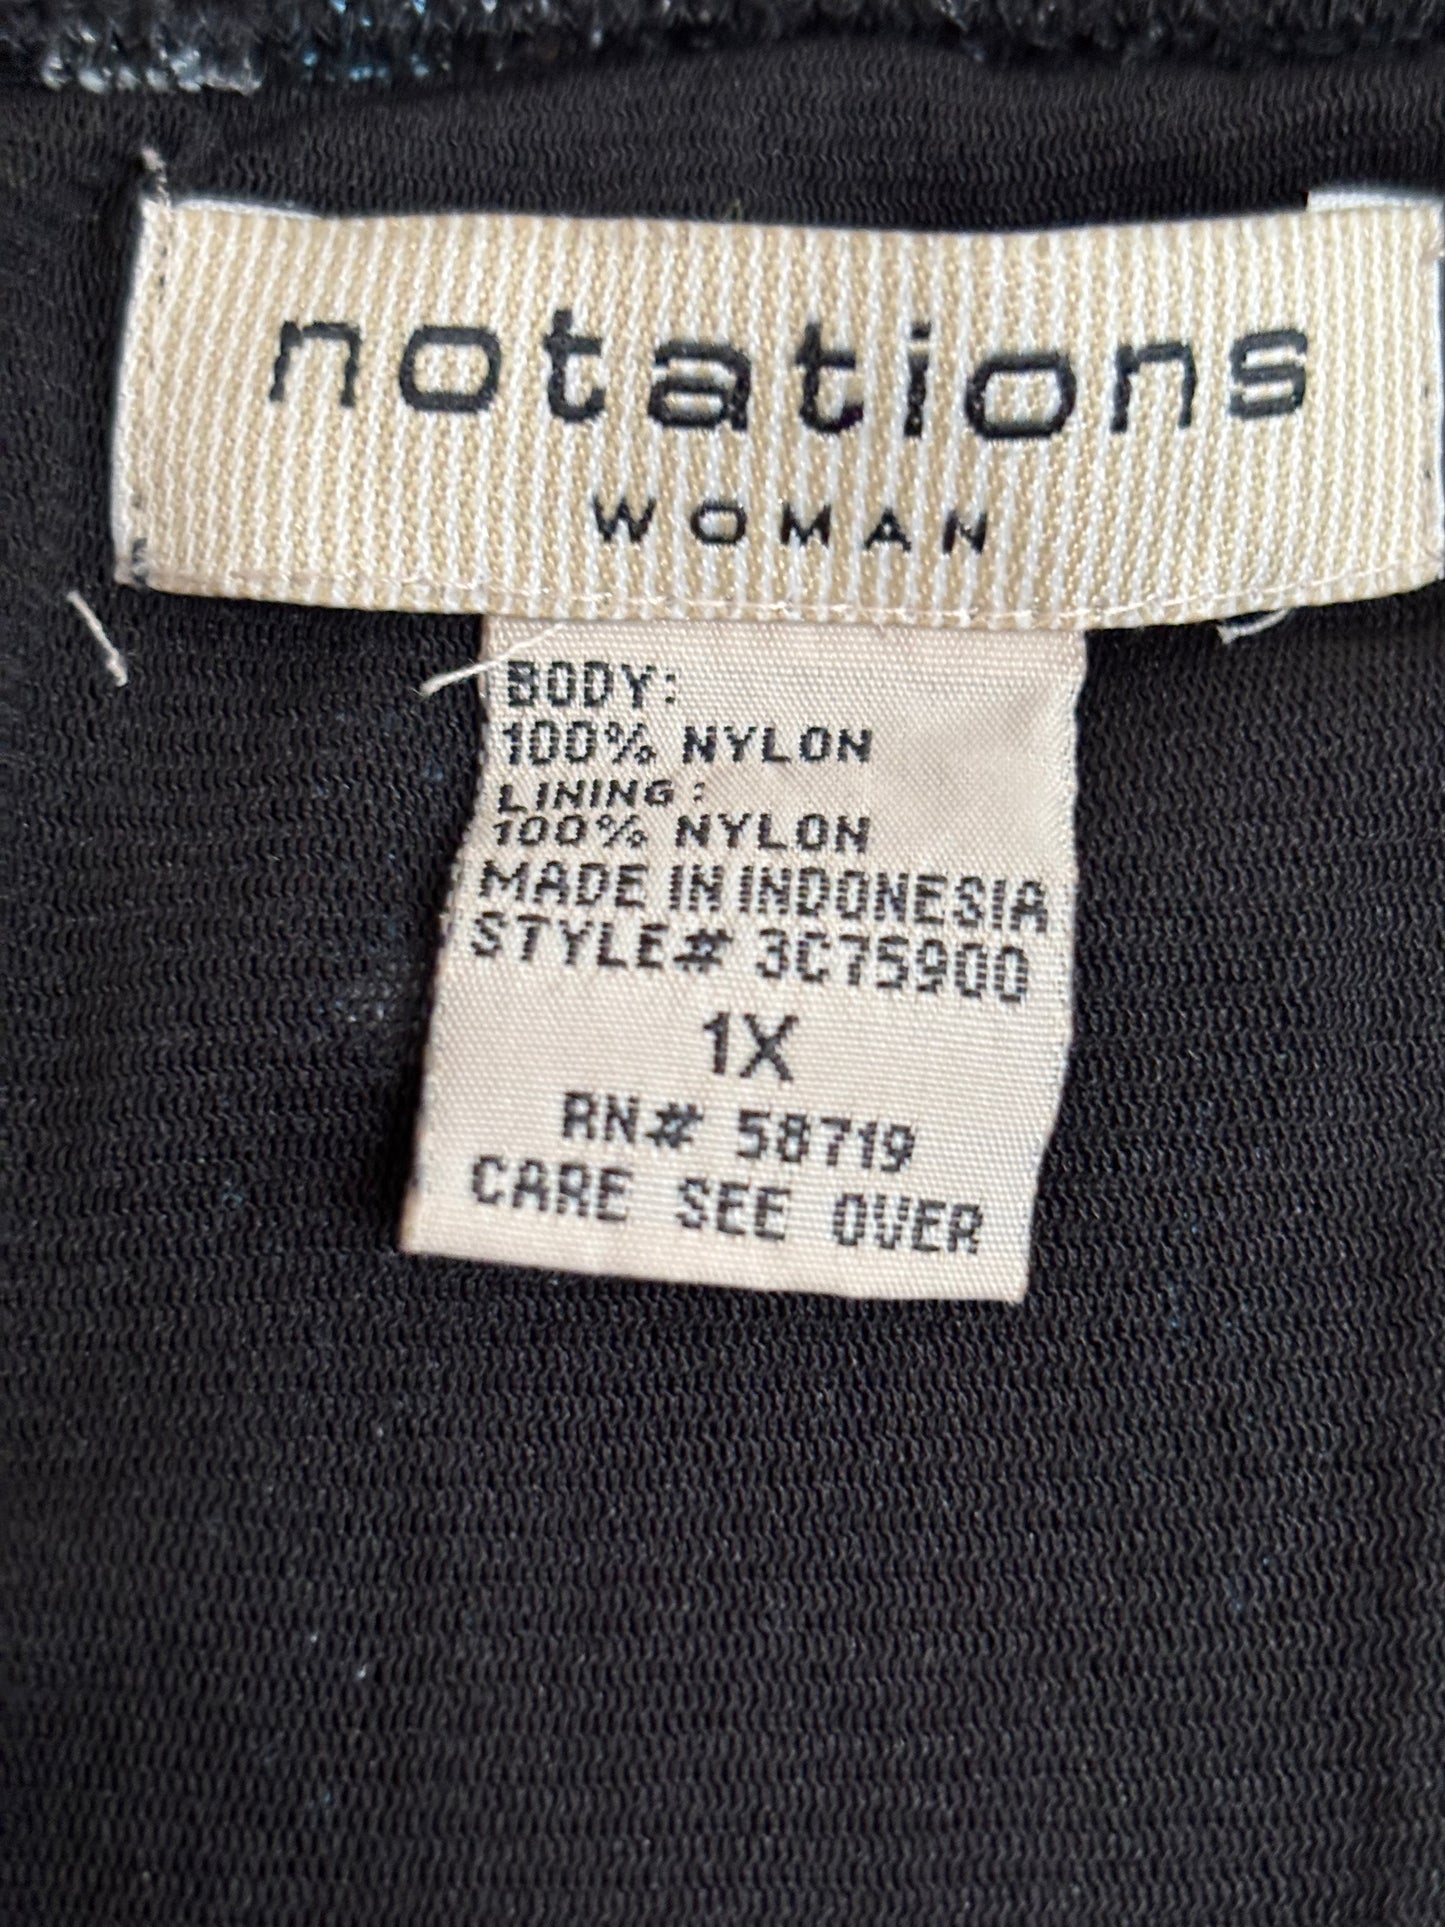 notations
WOMAN
BODY:
100% NYLON
LINING:
100% NYLON
MADE IN INDONESIA
STYLE# 3C75900
1X
RN# 58719
CARE SEE OVER